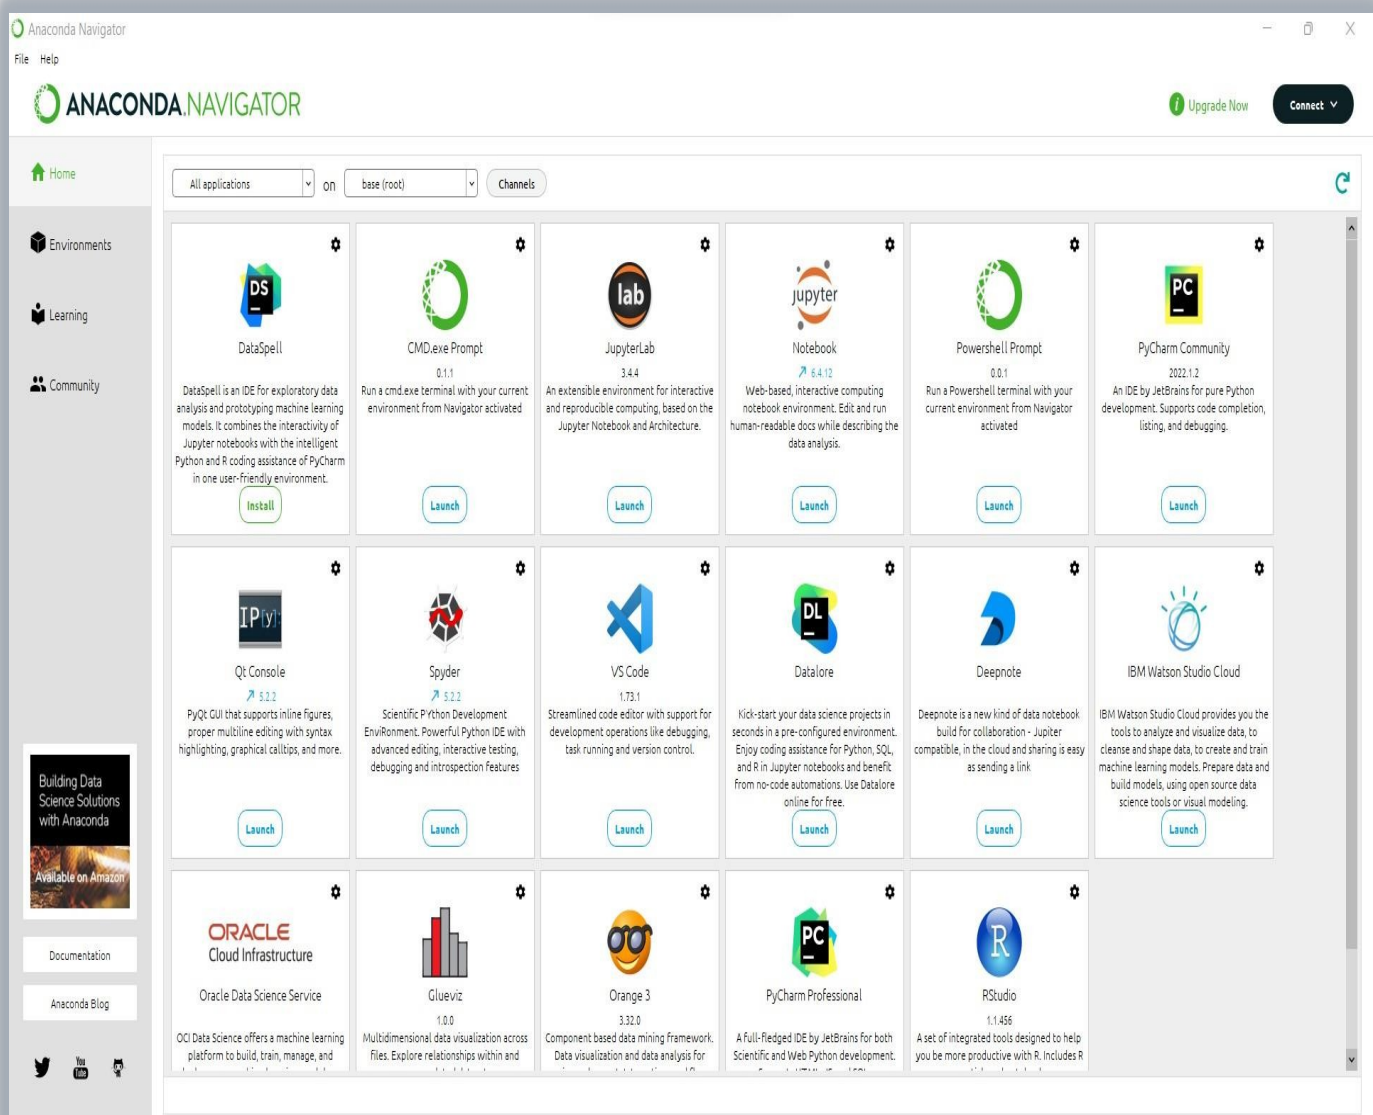 Anaconda Navigator
File Help
ANACONDA.NAVIGATOR
i Upgrade Now
Connect
Home
Environments
Learning
Community
All applications on base (root) Channels
DS
DataSpell
DataSpell is an IDE for exploratory data
analysis and prototyping machine learning
models. It combines the interactivity of
Jupyter notebooks with the intelligent
Python and R coding assistance of PyCharm
in one user-friendly environment.
Install
CMD.exe Prompt
0.1.1
Run a cmd.exe terminal with your current
environment from Navigator activated
Launch
lab
JupyterLab
3.4.4
An extensible environment for interactive
and reproducible computing, based on the
Jupyter Notebook and Architecture.
Launch
jupyter
Notebook
6.4.12
Web-based, interactive computing
notebook environment. Edit and run
human-readable docs while describing the
data analysis.
Launch
Powershell Prompt
0.0.1
Run a Powershell terminal with your
current environment from Navigator
activated
Launch
PC
PyCharm Community
2022.1.2
An IDE by JetBrains for pure Python
development. Supports code completion,
listing, and debugging.
Launch
IP[y]:
Qt Console
5.2.2
PyQt GUI that supports inline figures,
proper multiline editing with syntax
highlighting, graphical calltips, and more.
Launch
Spyder
5.2.2
Scientific PYthon Development
EnviRonment. Powerful Python IDE with
advanced editing, interactive testing,
debugging and introspection features
Launch
VS Code
1.73.1
Streamlined code editor with support for
development operations like debugging,
task running and version control.
Launch
DL
Datalore
Kick-start your data science projects in
seconds in a pre-configured environment.
Enjoy coding assistance for Python, SQL,
and R in Jupyter notebooks and benefit
from no-code automations. Use Datalore
online for free.
Launch
Deepnote
Deepnote is a new kind of data notebook
build for collaboration - Jupiter
compatible, in the cloud and sharing is easy
as sending a link
Launch
IBM Watson Studio Cloud
IBM Watson Studio Cloud provides you the
tools to analyze and visualize data, to
cleanse and shape data, to create and train
machine learning models. Prepare data and
build models, using open source data
science tools or visual modeling.
Launch
ORACLE
Cloud Infrastructure
Oracle Data Science Service
OCI Data Science offers a machine learning
platform to build, train, manage, and
Glueviz
1.0.0
Multidimensional data visualization across
files. Explore relationships within and
Orange 3
3.32.0
Component based data mining framework.
Data visualization and data analysis for
PC
PyCharm Professional
A full-fledged IDE by JetBrains for both
Scientific and Web Python development.
R
RStudio
1.1.456
A set of integrated tools designed to help
you be more productive with R. Includes R
Building Data
Science Solutions
with Anaconda
Available on Amazon
Documentation
Anaconda Blog
You
Tube